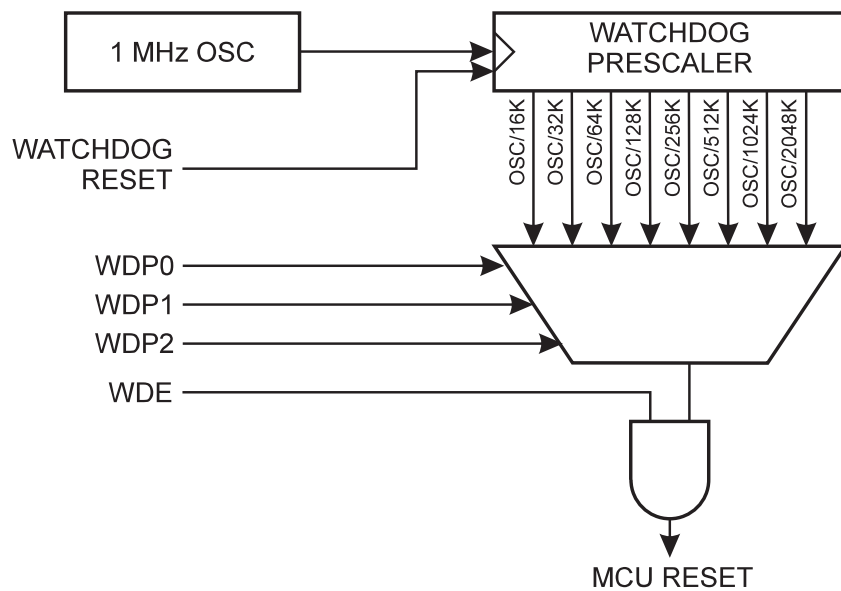 1 MHz OSC
WATCHDOG
PRESCALER
OSC/16K
OSC/32K
OSC/64K
OSC/128K
OSC/256K
OSC/512K
OSC/1024K
OSC/2048K
WATCHDOG
RESET
WDP0
WDP1
WDP2
WDE
MCU RESET